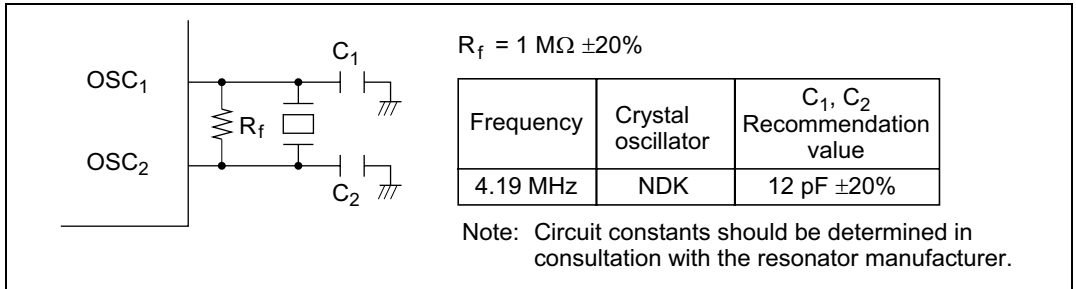 OSC1
OSC2
Rf
C1
C2
Rf = 1 MΩ ±20%
Frequency
Crystal
oscillator
C1, C2
Recommendation
value
4.19 MHz
NDK
12 pF ±20%
Note: Circuit constants should be determined in
consultation with the resonator manufacturer.